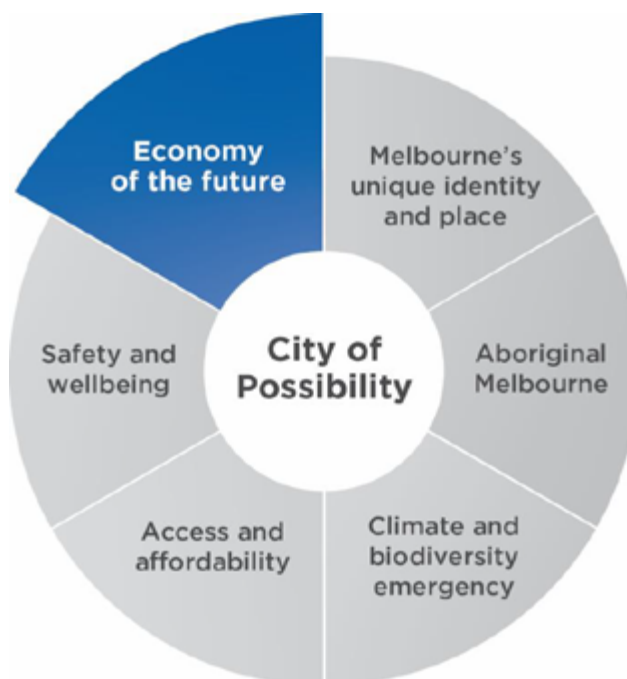 Economy
of the future
Melbourne's
unique identity
and place
Aboriginal
Melbourne
Climate and
biodiversity
emergency
Access and
affordability
Safety and
wellbeing
City of
Possibility